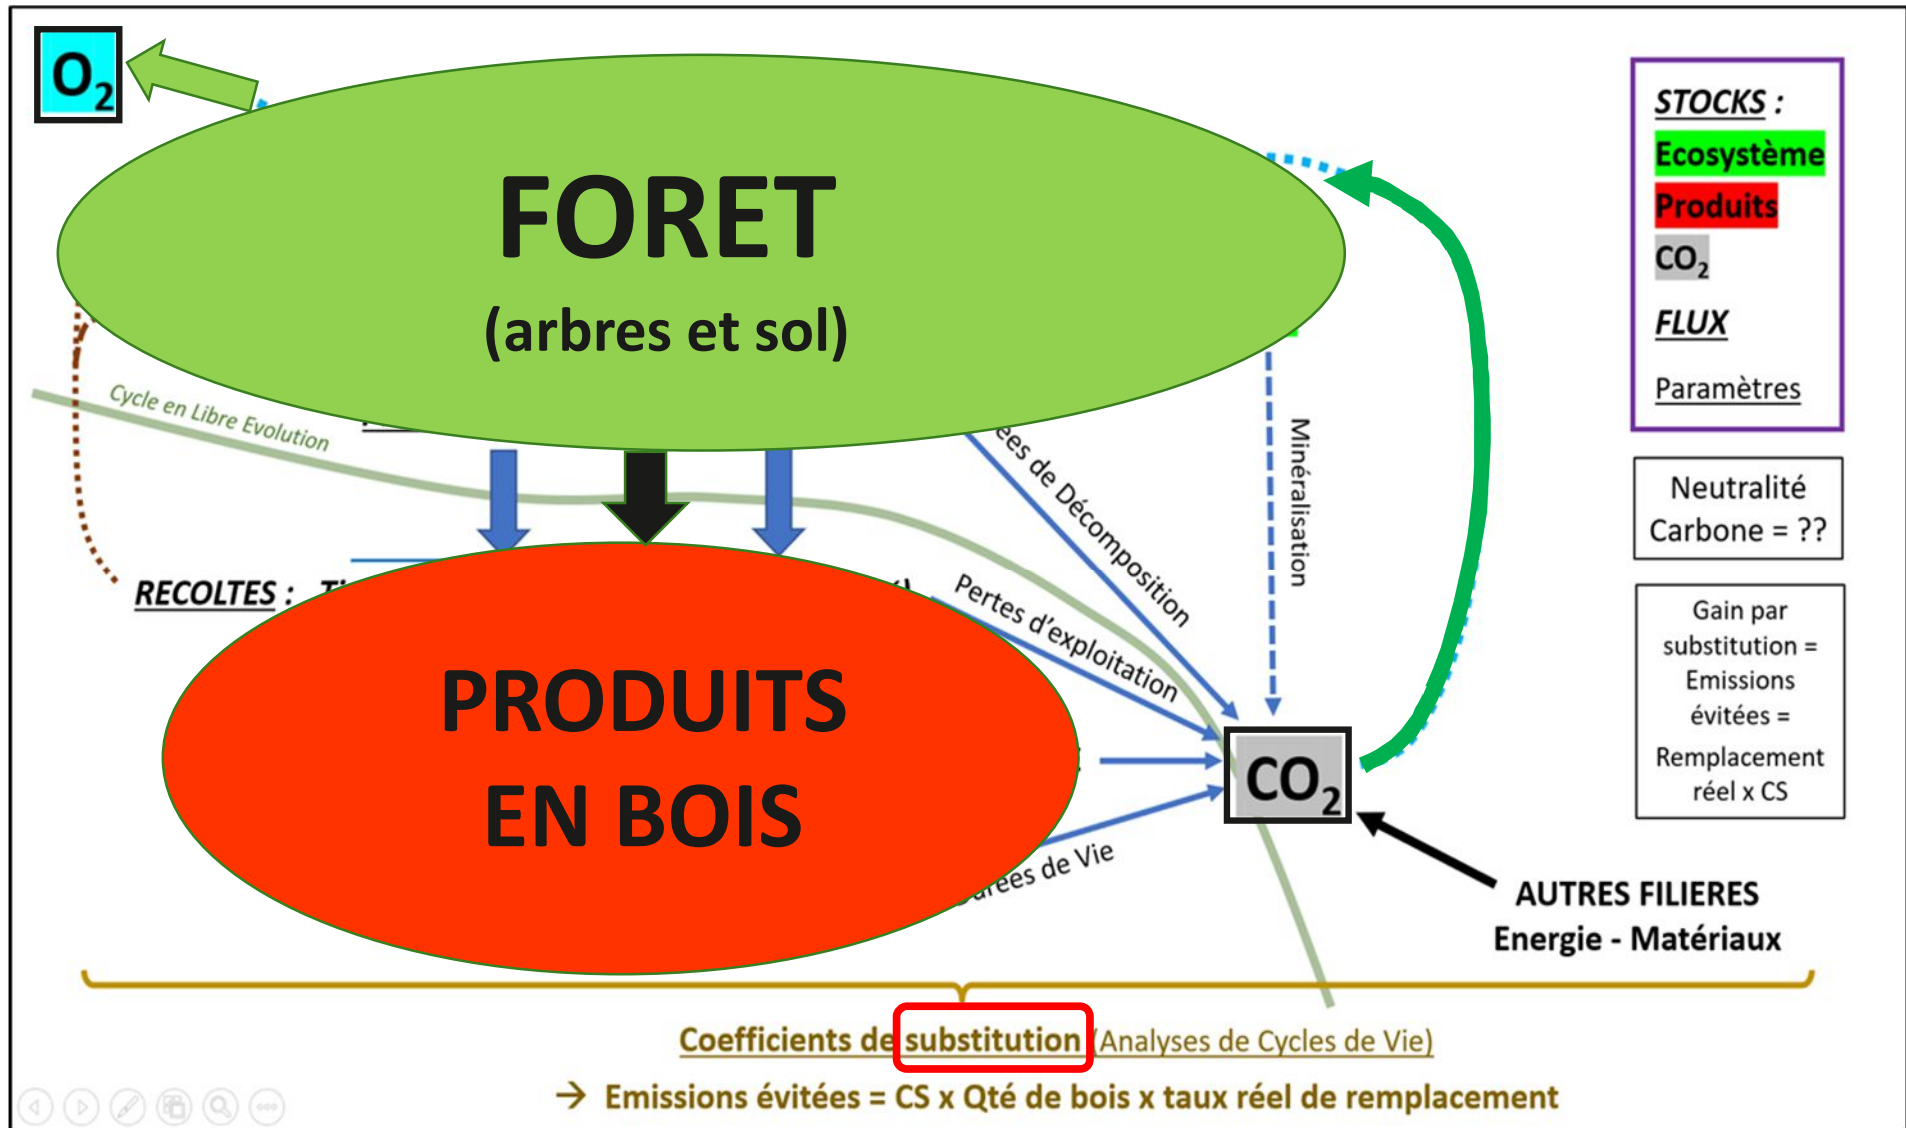 O2
FORET
(arbres et sol)
Cycle en Libre Evolution
RECOLTES :
PRODUITS
EN BOIS
de Décomposition
Minéralisation
Pertes d'exploitation
de Vie
CO2
AUTRES FILIERES
Energie - Matériaux
STOCKS :
Ecosystème
Produits
CO2
FLUX
Paramètres
Neutralité
Carbone = ??
Gain par
substitution =
Emissions
évitées =
Remplacement
réel x CS
Coefficients de substitution (Analyses de Cycles de Vie)
→ Emissions évitées = CS x Qté de bois x taux réel de remplacement